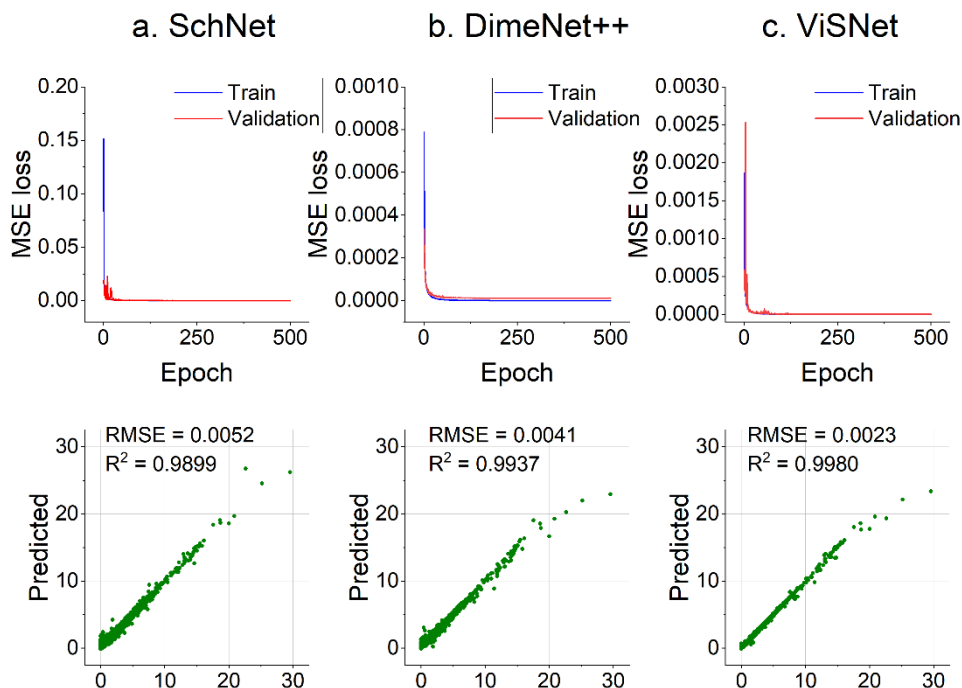 a. SchNet
b. DimeNet++
c. ViSNet
0.20
0.15
0.10
0.05
0.00
MSE loss
Train
Validation
0
250
500
Epoch
0.0010
0.0008
0.0006
0.0004
0.0002
0.0000
MSE loss
Train
Validation
0
250
500
Epoch
0.0030
0.0025
0.0020
0.0015
0.0010
0.0005
0.0000
MSE loss
Train
Validation
0
250
500
Epoch
30
20
10
0
Predicted
RMSE = 0.0052
R² = 0.9899
0
10
20
30
30
20
10
0
Predicted
RMSE = 0.0041
R² = 0.9937
0
10
20
30
30
20
10
0
Predicted
RMSE = 0.0023
R² = 0.9980
0
10
20
30